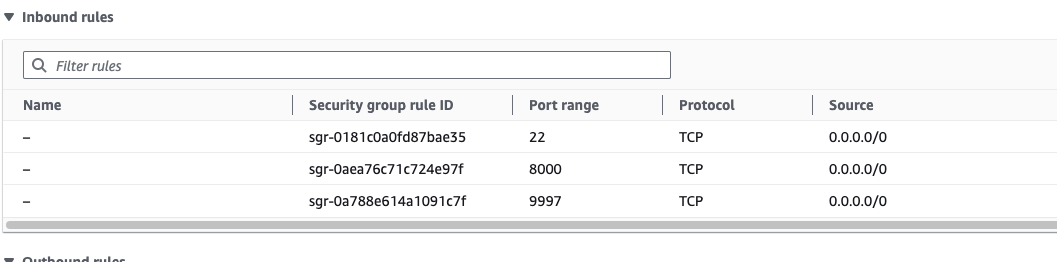 Inbound rules
Filter rules
Name Security group rule ID Port range Protocol Source
– sgr-0181c0a0fd87bae35 22 TCP 0.0.0.0/0
– sgr-0aea76c71c724e97f 8000 TCP 0.0.0.0/0
– sgr-0a788e614a1091c7f 9997 TCP 0.0.0.0/0
Outbound rules